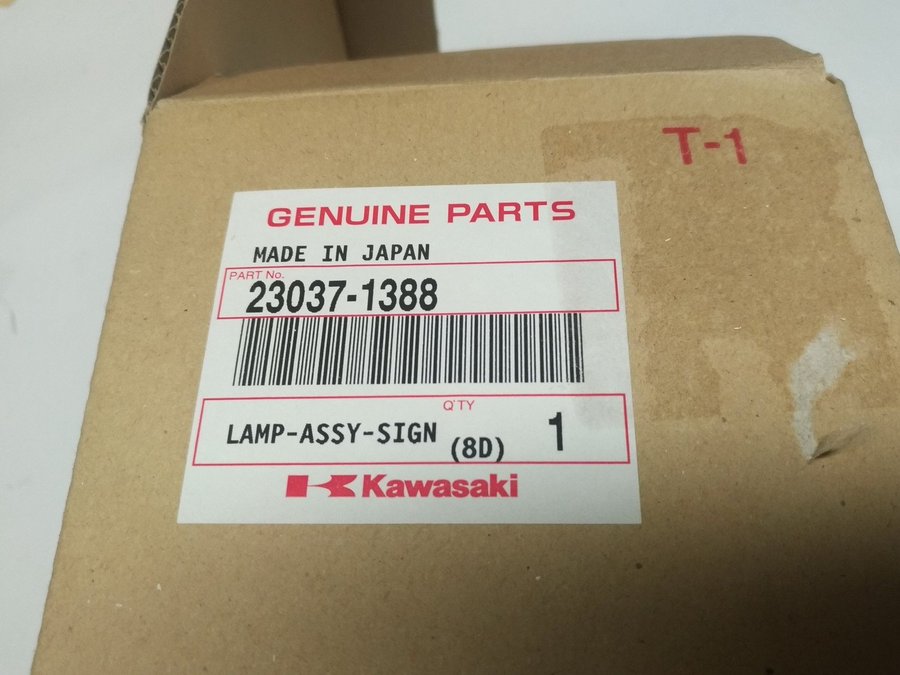 T-1
GENUINE PARTS
MADE IN JAPAN
PART No.
23037-1388
Q'TY
LAMP-ASSY-SIGN (8D) 1
Kawasaki